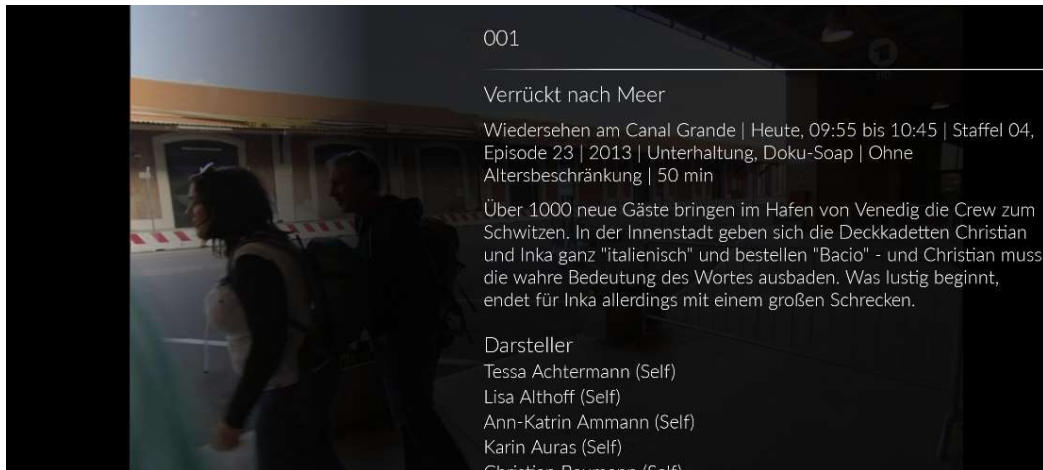 001
Verrückt nach Meer
Wiedersehen am Canal Grande | Heute, 09:55 bis 10:45 | Staffel 04,
Episode 23 | 2013 | Unterhaltung, Doku-Soap | Ohne
Altersbeschränkung | 50 min
Über 1000 neue Gäste bringen im Hafen von Venedig die Crew zum
Schwitzen. In der Innenstadt geben sich die Deckkadetten Christian
und Inka ganz "italienisch" und bestellen "Bacio" - und Christian muss
die wahre Bedeutung des Wortes ausbaden. Was lustig beginnt,
endet für Inka allerdings mit einem großen Schrecken.
Darsteller
Tessa Achtermann (Self)
Lisa Althoff (Self)
Ann-Katrin Ammann (Self)
Karin Auras (Self)
Christian Baumann (Self)